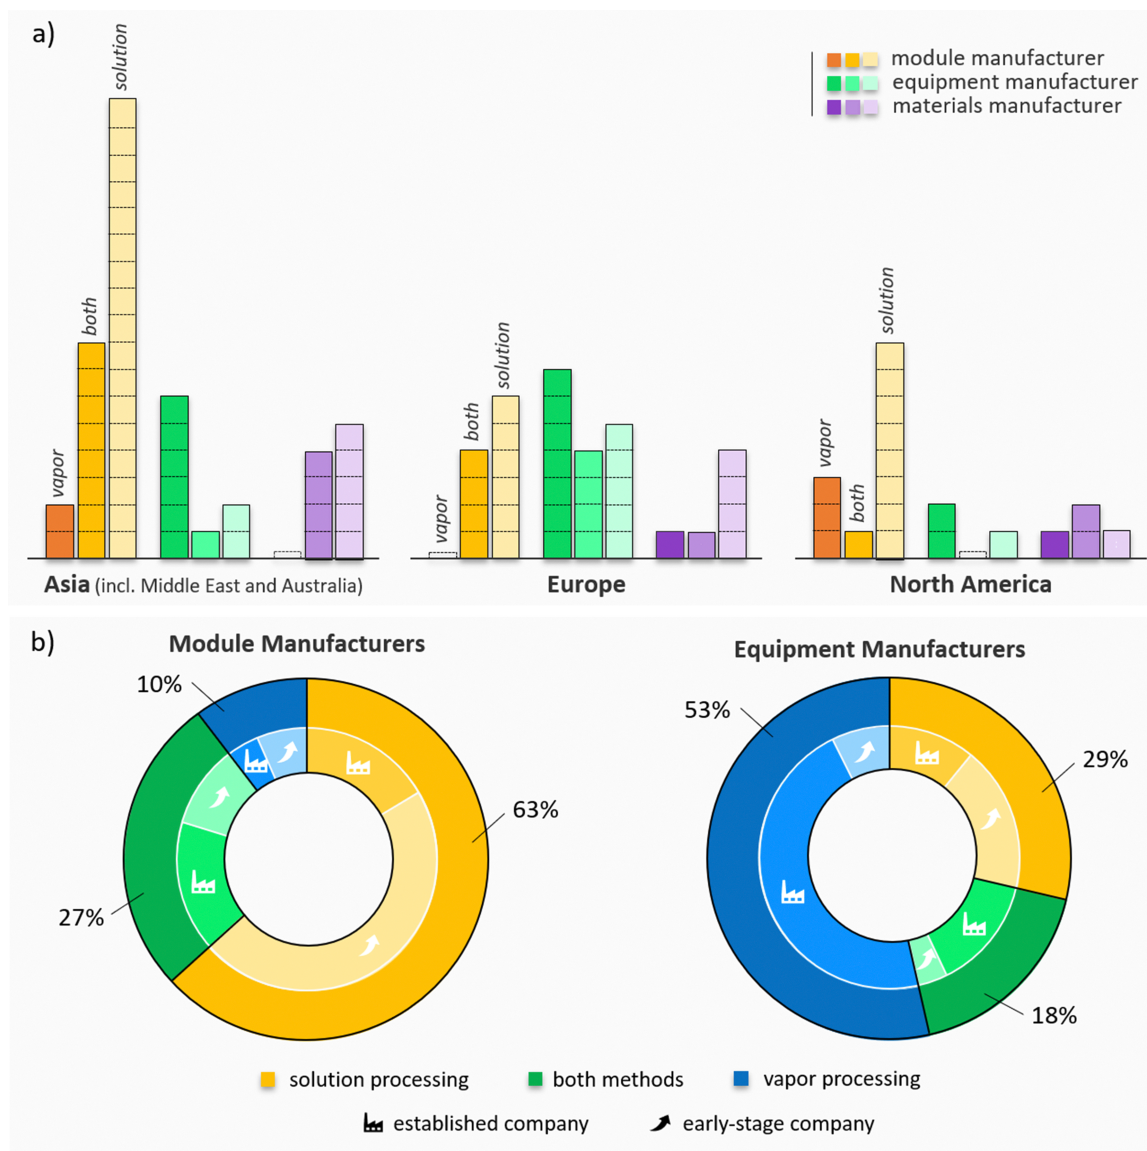 a)
module manufacturer
equipment manufacturer
materials manufacturer
vapor
both
solution
vapor
both
solution
vapor
both
solution
Asia (incl. Middle East and Australia)
Europe
North America
b)
Module Manufacturers
10%
63%
27%
Equipment Manufacturers
53%
29%
18%
solution processing
both methods
vapor processing
established company
early-stage company